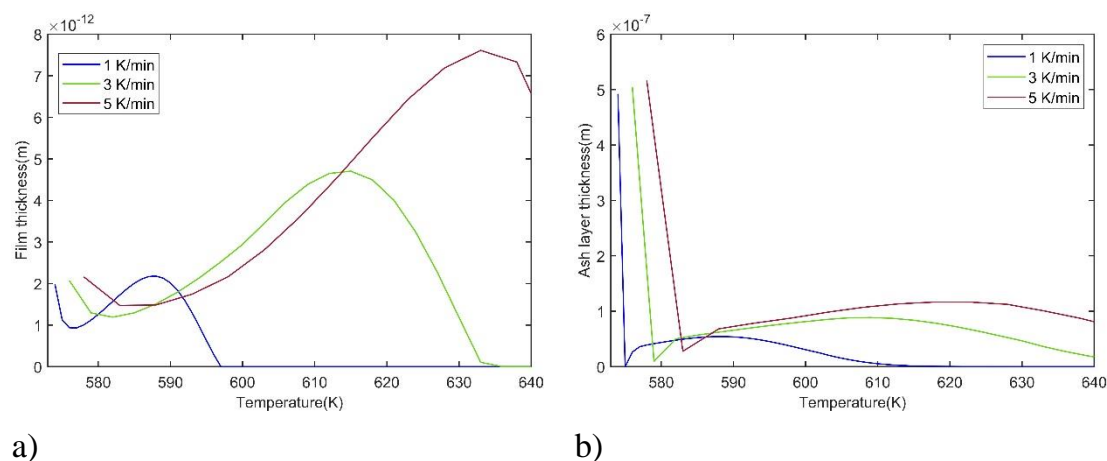 ×10⁻¹²
8
7
6
5
4
3
2
1
0
Film thickness(m)
1 K/min
3 K/min
5 K/min
580 590 600 610 620 630 640
Temperature(K)
a)
×10⁻⁷
6
5
4
3
2
1
0
Ash layer thickness(m)
1 K/min
3 K/min
5 K/min
580 590 600 610 620 630 640
Temperature(K)
b)